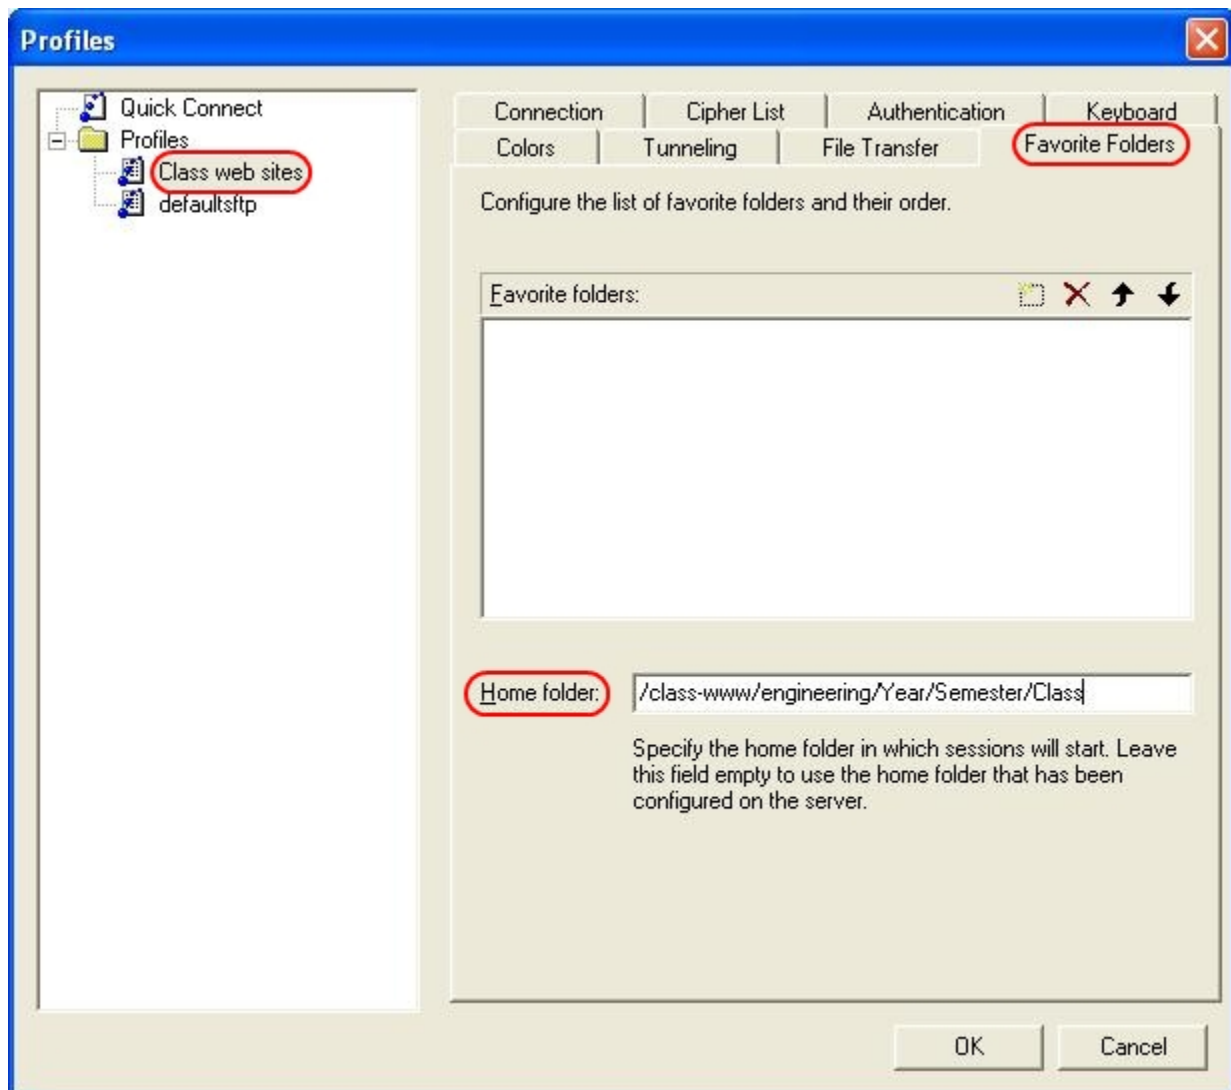 Profiles
Quick Connect
Profiles
Class web sites
defaultsftp
Connection
Cipher List
Authentication
Keyboard
Colors
Tunneling
File Transfer
Favorite Folders
Configure the list of favorite folders and their order.
Favorite folders:
Home folder:
/class-www/engineering/Year/Semester/Class
Specify the home folder in which sessions will start. Leave
this field empty to use the home folder that has been
configured on the server.
OK
Cancel